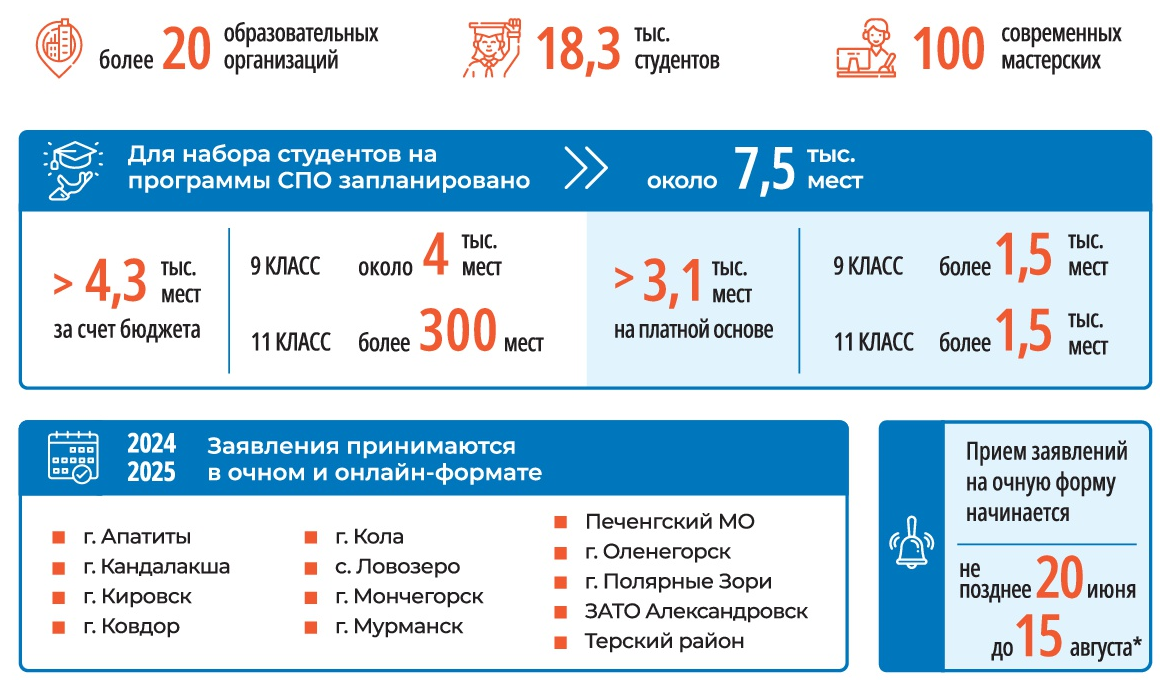 более 20 образовательных
организаций
18,3 тыс.
студентов
100 современных
мастерских
Для набора студентов на
программы СПО запланировано
около 7,5 тыс.
мест
> 4,3 тыс.
мест
за счет бюджета
9 КЛАСС около 4 тыс.
мест
11 КЛАСС более 300 мест
> 3,1 тыс.
мест
на платной основе
9 КЛАСС более 1,5 тыс.
мест
11 КЛАСС более 1,5 тыс.
мест
2024
2025
Заявления принимаются
в очном и онлайн-формате
г. Апатиты
г. Кандалакша
г. Кировск
г. Ковдор
г. Кола
с. Ловозеро
г. Мончегорск
г. Мурманск
Печенгский МО
г. Оленегорск
г. Полярные Зори
ЗАТО Александровск
Терский район
Прием заявлений
на очную форму
начинается
не
позднее 20 июня
до 15 августа*